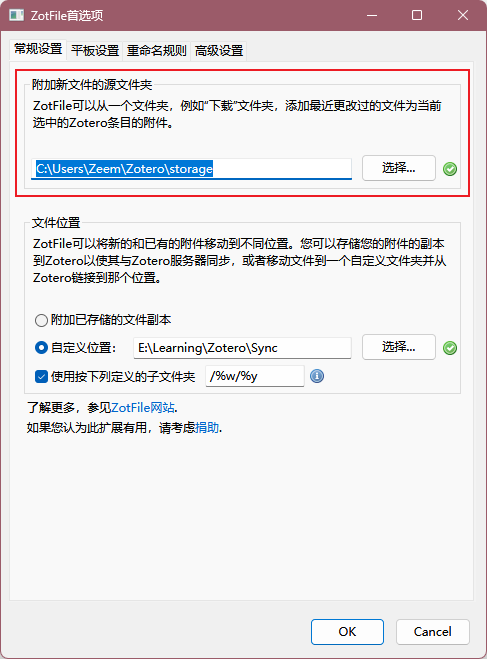 ZotFile首选项
常规设置 平板设置 重命名规则 高级设置
附加新文件的源文件夹
ZotFile可以从一个文件夹，例如“下载”文件夹，添加最近更改过的文件为当前
选中的Zotero条目的附件。
C:\Users\Zeem\Zotero\storage 选择...
文件位置
ZotFile可以将新的和已有的附件移动到不同位置。您可以存储您的附件的副本
到Zotero以使其与Zotero服务器同步，或者移动文件到一个自定义文件夹并从
Zotero链接到那个位置。
附加已存储的文件副本
自定义位置： E:\Learning\Zotero\Sync 选择...
使用按下列定义的子文件夹 /%w/%y
了解更多，参见ZotFile网站.
如果您认为此扩展有用，请考虑捐助.
OK Cancel